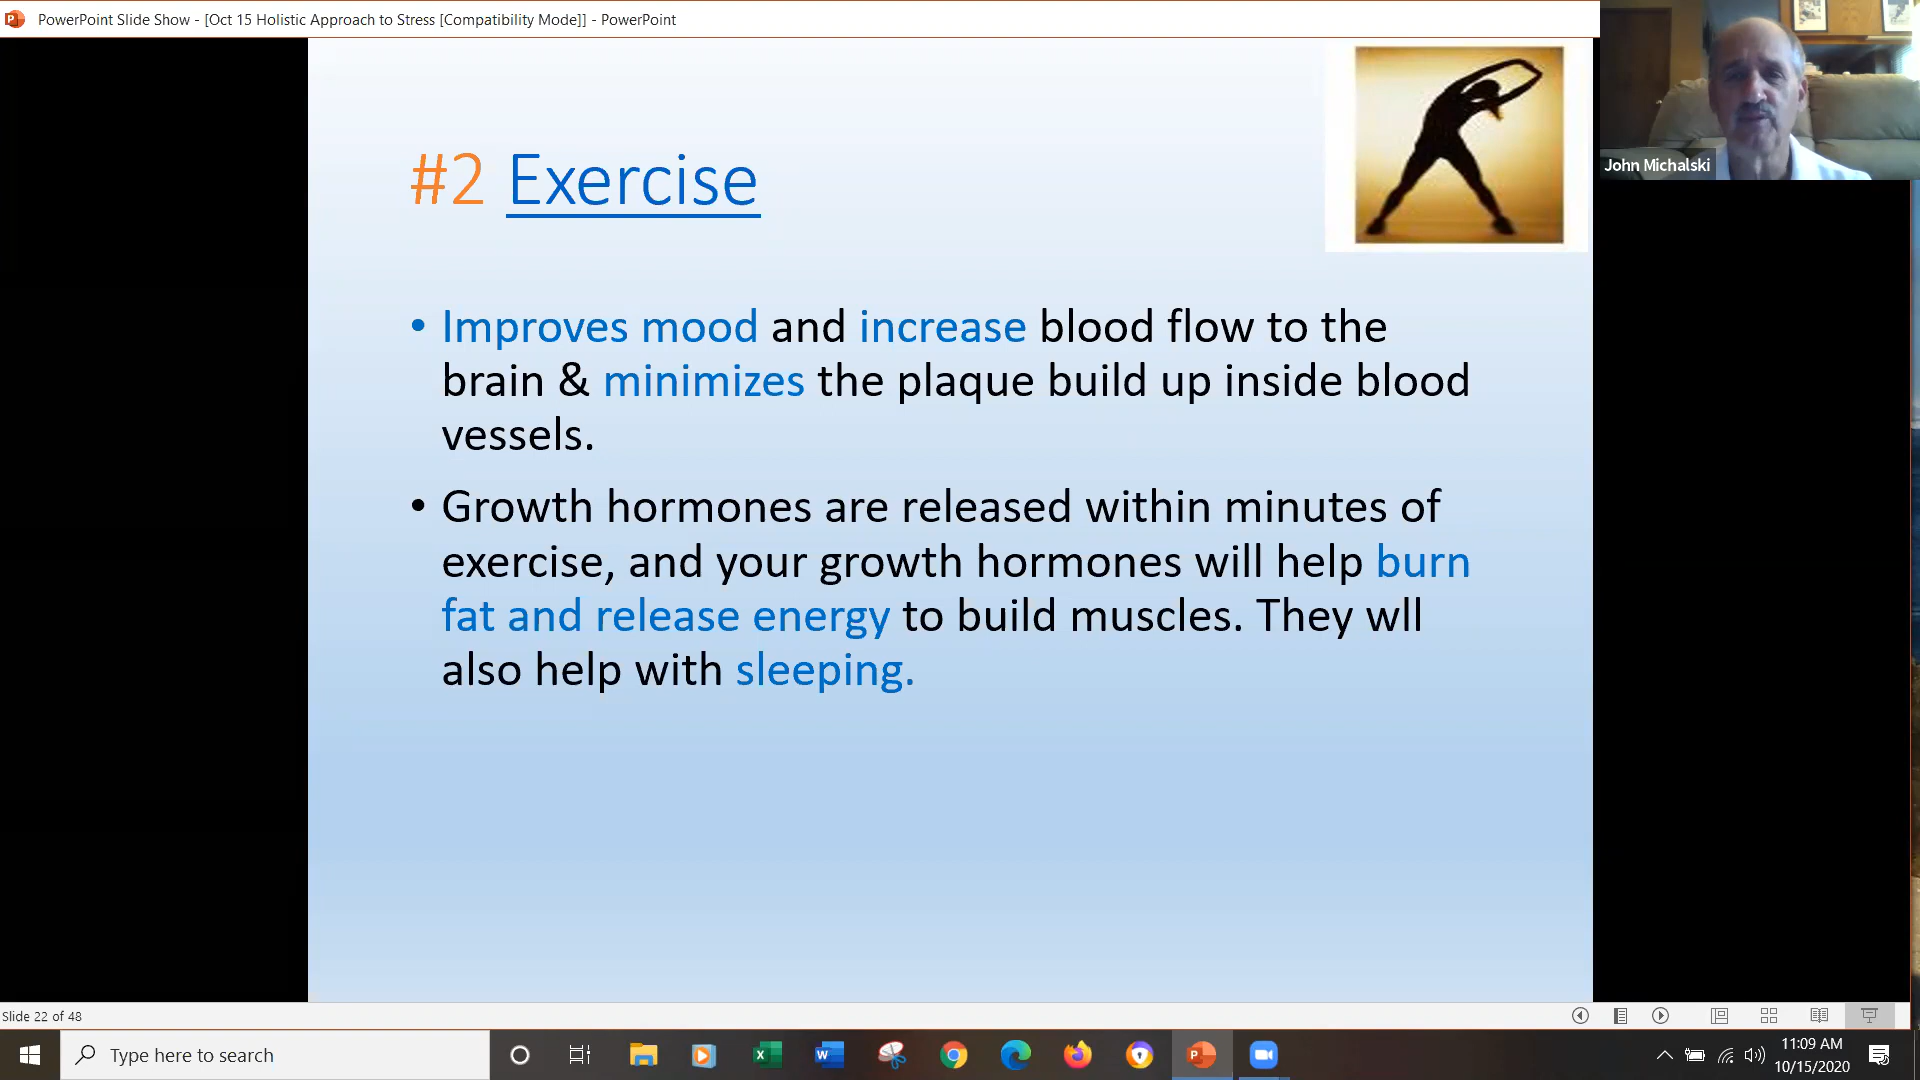 PowerPoint Slide Show - [Oct 15 Holistic Approach to Stress [Compatibility Mode]] - PowerPoint
John Michalski
#2 Exercise
• Improves mood and increase blood flow to the
brain & minimizes the plaque build up inside blood
vessels.
• Growth hormones are released within minutes of
exercise, and your growth hormones will help burn
fat and release energy to build muscles. They wll
also help with sleeping.
Slide 22 of 48
Type here to search
11:09 AM
10/15/2020